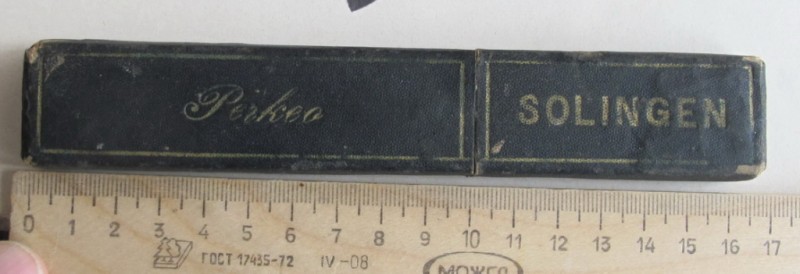 Perkeo
SOLINGEN
0 1 2 3 4 5 6 7 8 9 10 11 12 13 14 15 16 17
ГОСТ 17435-72 IV-08
МОЖГА